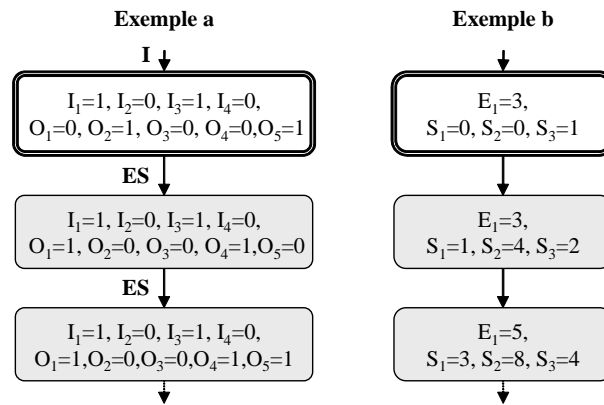 Exemple a
I
I₁=1, I₂=0, I₃=1, I₄=0,
O₁=0, O₂=1, O₃=0, O₄=0,O₅=1
ES
I₁=1, I₂=0, I₃=1, I₄=0,
O₁=1, O₂=0, O₃=0, O₄=1,O₅=0
ES
I₁=1, I₂=0, I₃=1, I₄=0,
O₁=1,O₂=0,O₃=0,O₄=1,O₅=1
Exemple b
E₁=3,
S₁=0, S₂=0, S₃=1
E₁=3,
S₁=1, S₂=4, S₃=2
E₁=5,
S₁=3, S₂=8, S₃=4